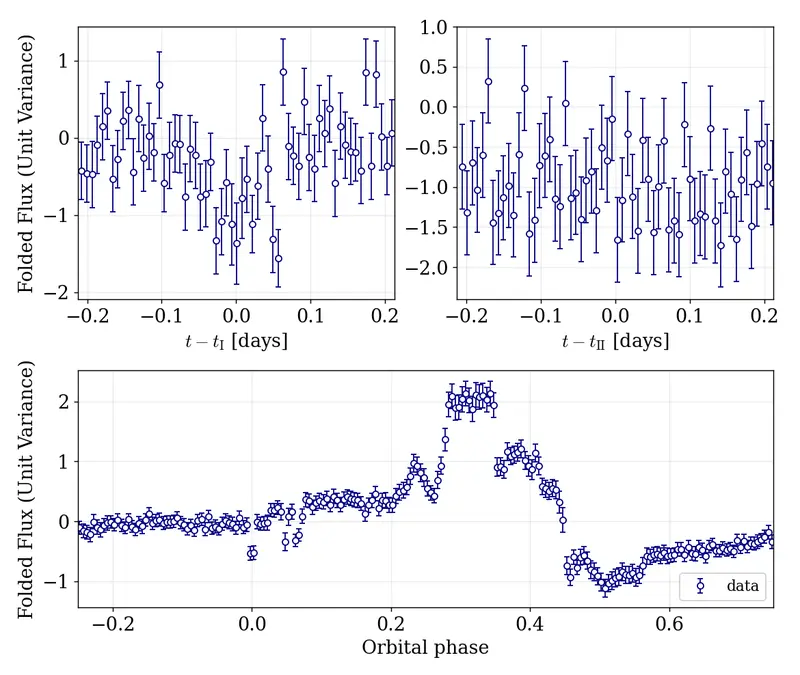 Folded Flux (Unit Variance)
1
0
−1
−2
−0.2 −0.1 0.0 0.1 0.2
t − tI [days]
1.0
0.5
0.0
−0.5
−1.0
−1.5
−2.0
−0.2 −0.1 0.0 0.1 0.2
t − tII [days]
Folded Flux (Unit Variance)
2
1
0
−1
−0.2 0.0 0.2 0.4 0.6
Orbital phase
data